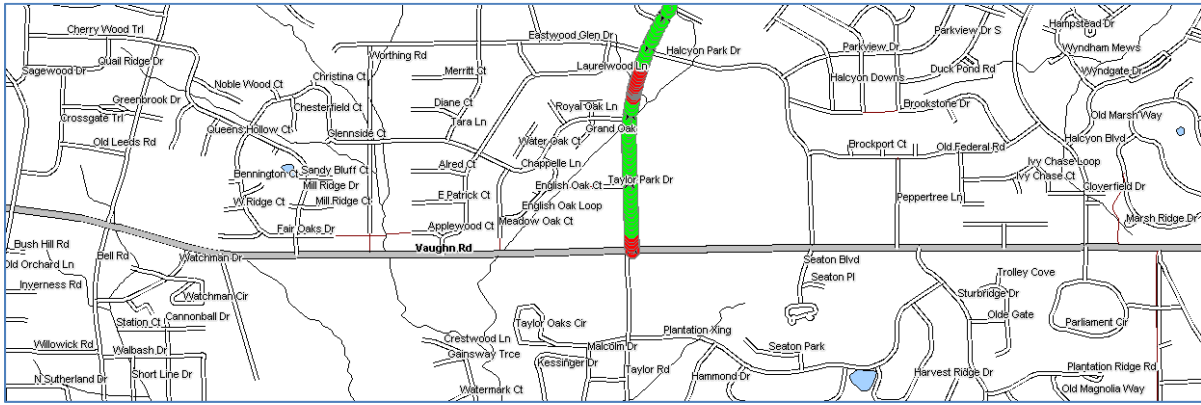 Cherry Wood Trl
Hampstead Dr
Parkview Dr S
Eastwood Glen Dr
Worthing Rd
Halcyon Park Dr
Parkview Dr
Wyndham Mews
Quail Ridge Dr
Sagewood Dr
Christina Ct
Merritt Ct
Laurelwood Ln
Halcyon Downs
Duck Pond Rd
Wyndgate Dr
Noble Wood Ct
Greenbrook Dr
Chesterfield Ct
Diane Ct
Royal Oak Ln
Brookstone Dr
Crossgate Trl
Tara Ln
Old Marsh Way
Queens Hollow Ct
Grand Oak
Old Leeds Rd
Glennside Ct
Water Oak Ct
Brockport Ct
Old Federal Rd
Halcyon Blvd
Bennington Ct
Sandy Bluff Ct
Alred Ct
Chappelle Ln
Ivy Chase Loop
Mill Ridge Dr
English Oak Ct
Taylor Park Dr
Ivy Chase Ct
Cloverfield Dr
W Ridge Ct
Mill Ridge Ct
E Patrick Ct
English Oak Loop
Peppertree Ln
Fair Oaks Dr
Applewood Ct
Meadow Oak Ct
Marsh Ridge Dr
Bush Hill Rd
Vaughn Rd
Bell Rd
Watchman Dr
Seaton Blvd
Old Orchard Ln
Seaton Pl
Trolley Cove
Inverness Rd
Watchman Cir
Sturbridge Dr
Station Ct
Cannonball Dr
Taylor Oaks Cir
Olde Gate
Parliament Cir
Willowick Rd
Walbash Dr
Crestwood Ln
Malcolm Dr
Plantation Xing
Gainsway Trce
Seaton Park
Kessinger Dr
Taylor Rd
Plantation Ridge Rd
N Sutherland Dr
Short Line Dr
Hammond Dr
Harvest Ridge Dr
Watermark Ct
Old Magnolia Way